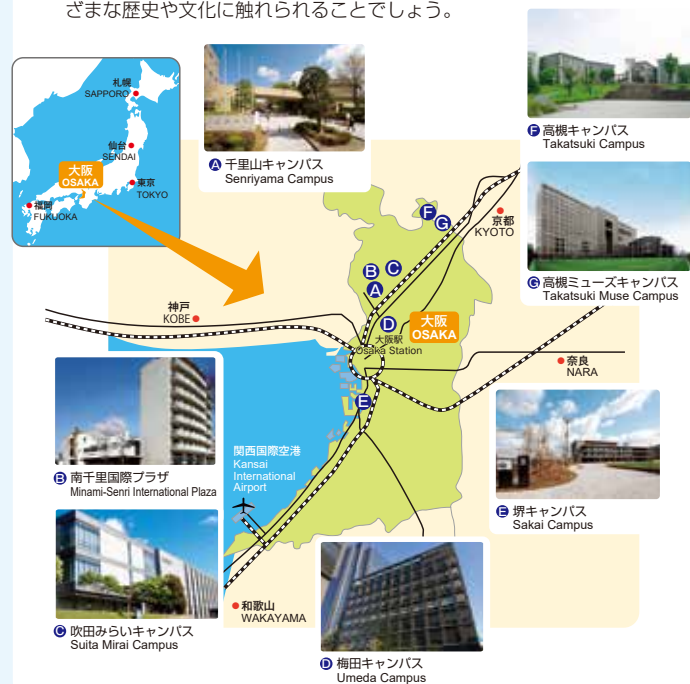 ざまな歴史や文化に触れられることでしょう。
札幌
SAPPORO
仙台
SENDAI
大阪
OSAKA
東京
TOKYO
福岡
FUKUOKA
A 千里山キャンパス
Senriyama Campus
F 高槻キャンパス
Takatsuki Campus
F
G
京都
KYOTO
B
C
A
G 高槻ミューズキャンパス
Takatsuki Muse Campus
神戸
KOBE
D
大阪
OSAKA
大阪駅
Osaka Station
奈良
NARA
E
B 南千里国際プラザ
Minami-Senri International Plaza
関西国際空港
Kansai
International
Airport
E 堺キャンパス
Sakai Campus
和歌山
WAKAYAMA
C 吹田みらいキャンパス
Suita Mirai Campus
D 梅田キャンパス
Umeda Campus